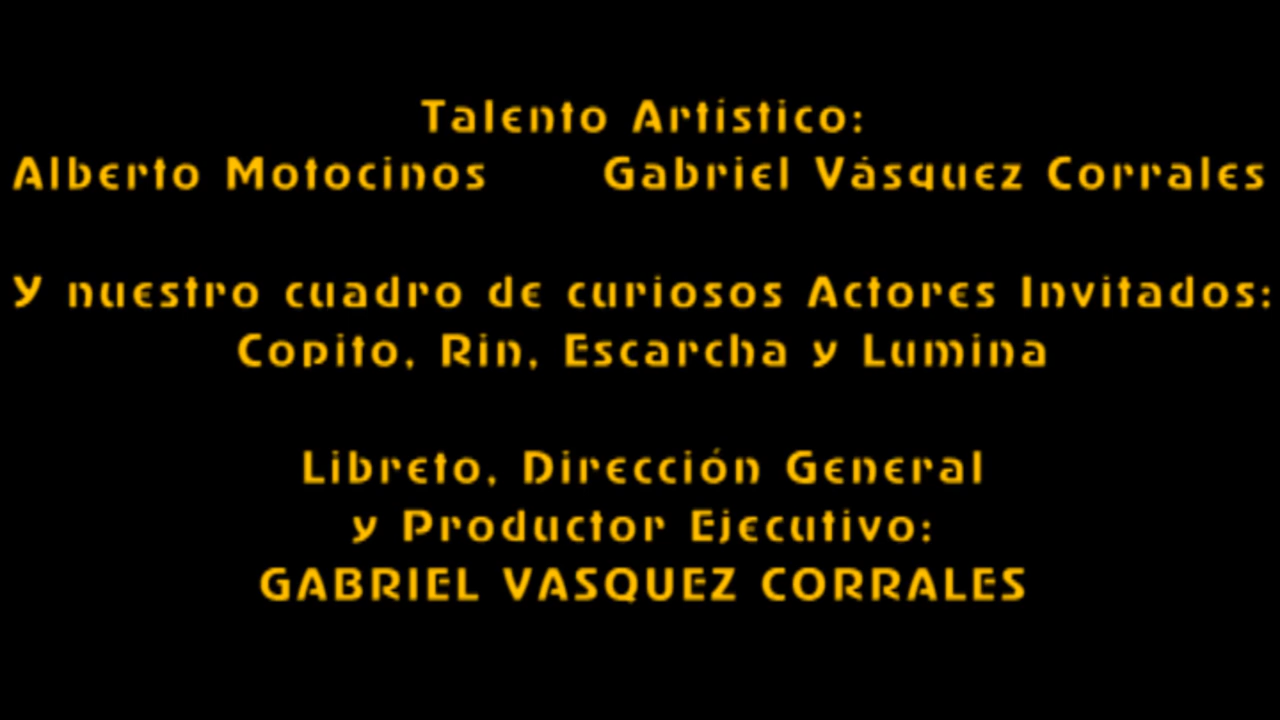 Talento Artístico:
Alberto Motocinos Gabriel Vásquez Corrales
Y nuestro cuadro de curiosos Actores Invitados:
Copito, Rin, Escarcha y Lumina
Libreto, Dirección General
y Productor Ejecutivo:
GABRIEL VASQUEZ CORRALES